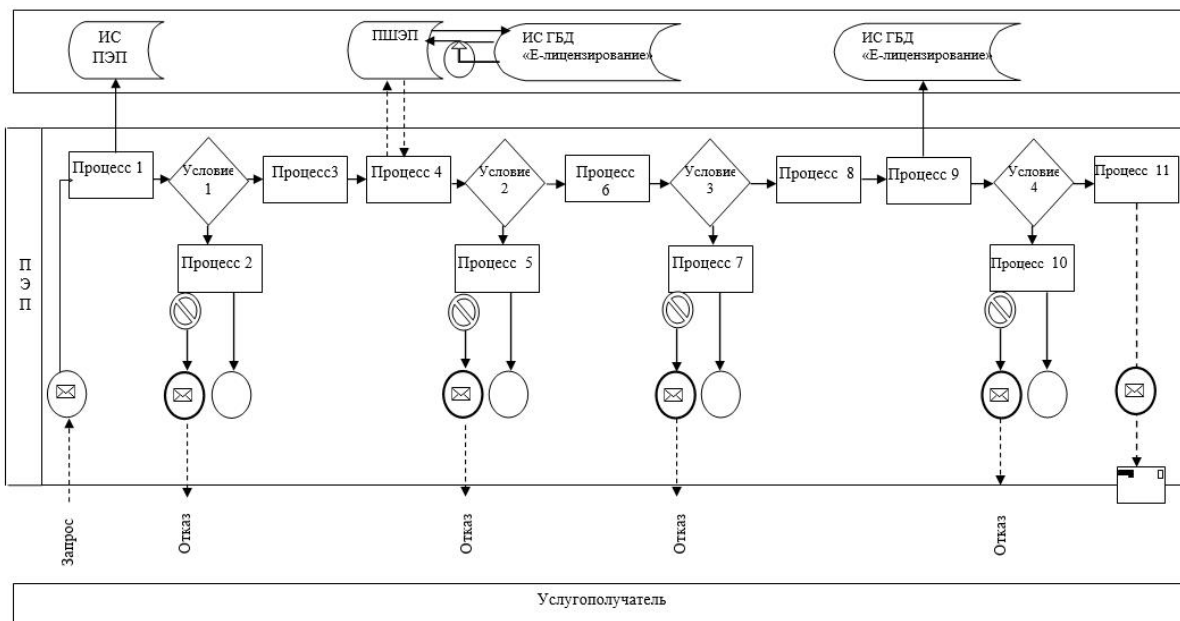 ИС
ПЭП
ПШЭП
ИС ГБД
«Е-лицензирование»
ИС ГБД
«Е-лицензирование»
Процесс 1
Условие
1
Процесс3
Процесс 4
Условие
2
Процесс
6
Условие
3
Процесс 8
Процесс 9
Условие
4
Процесс 11
Процесс 2
Процесс 5
Процесс 7
Процесс 10
П
Э
П
Запрос
Отказ
Отказ
Отказ
Отказ
Услугополучатель